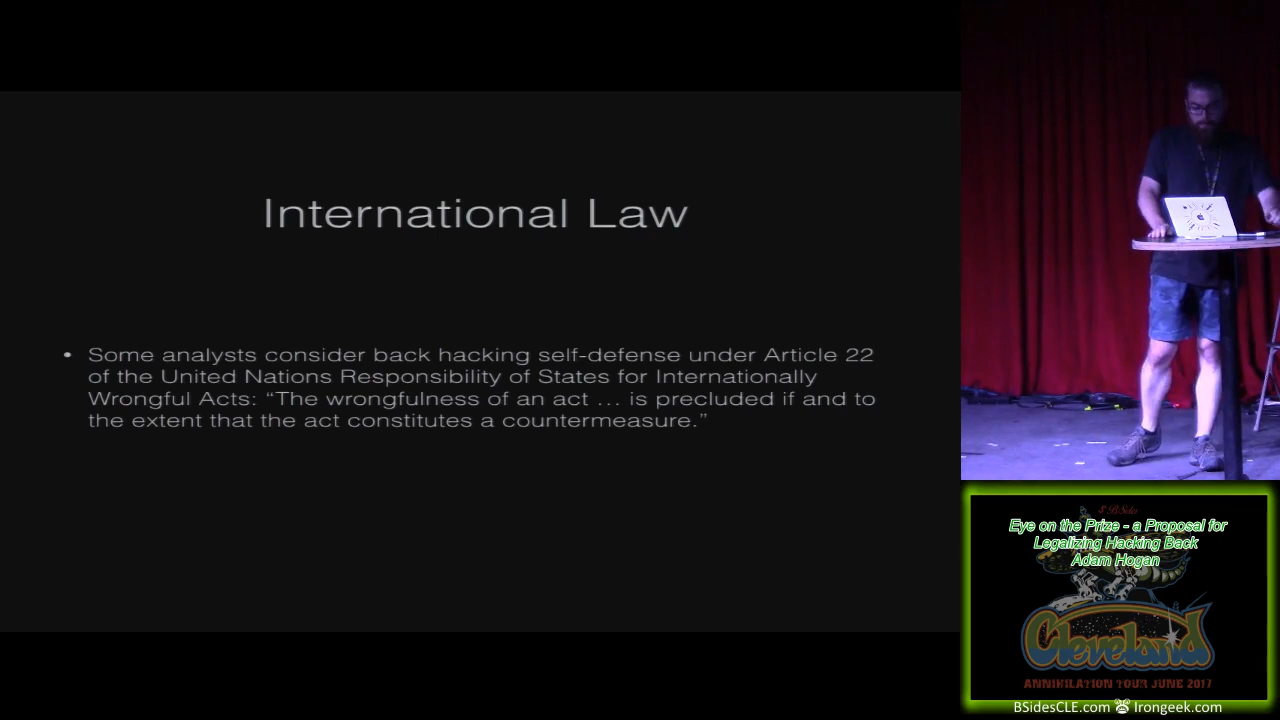 International Law
• Some analysts consider back hacking self-defense under Article 22
of the United Nations Responsibility of States for Internationally
Wrongful Acts: “The wrongfulness of an act … is precluded if and to
the extent that the act constitutes a countermeasure.”
BSides
Eye on the Prize - a Proposal for
Legalizing Hacking Back
Adam Hogan
Cleveland
ANNIHILATION TOUR JUNE 2017
BSidesCLE.com Irongeek.com